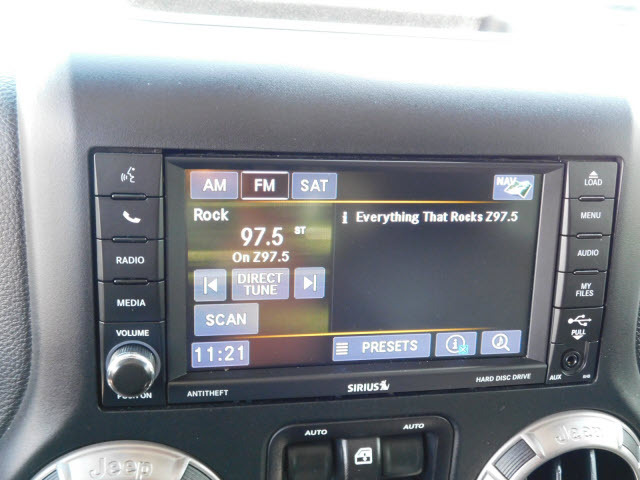 AM FM SAT NAV
Rock
97.5 ST
On Z97.5
i Everything That Rocks Z97.5
DIRECT
TUNE
SCAN
11:21
PRESETS
RADIO
MEDIA
VOLUME
ANTITHEFT
SIRIUS
HARD DISC DRIVE
LOAD
MENU
AUDIO
MY
FILES
PULL
AUX
AUTO
AUTO
Jeep
Jeep